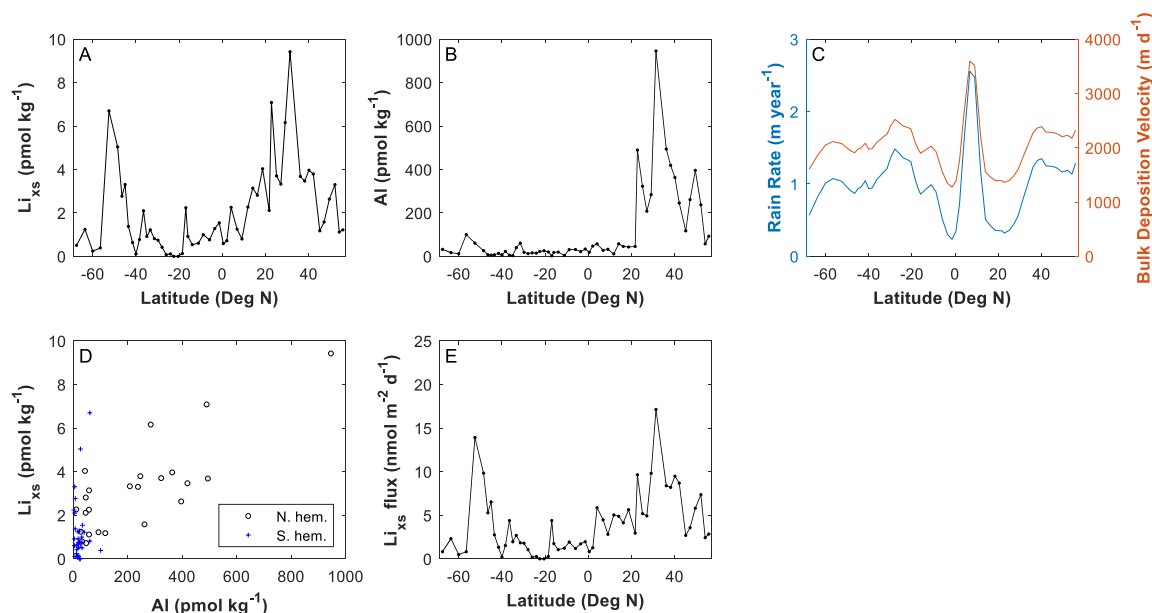 A
10
8
6
4
2
0
Li_xs (pmol kg^-1)
-60 -40 -20 0 20 40
Latitude (Deg N)
B
1000
800
600
400
200
0
Al (pmol kg^-1)
-60 -40 -20 0 20 40
Latitude (Deg N)
C
3
2
1
0
Rain Rate (m year^-1)
4000
3000
2000
1000
0
Bulk Deposition Velocity (m d^-1)
-60 -40 -20 0 20 40
Latitude (Deg N)
D
10
8
6
4
2
0
Li_xs (pmol kg^-1)
N. hem.
S. hem.
0 200 400 600 800 1000
Al (pmol kg^-1)
E
25
20
15
10
5
0
Li_xs flux (nmol m^-2 d^-1)
-60 -40 -20 0 20 40
Latitude (Deg N)